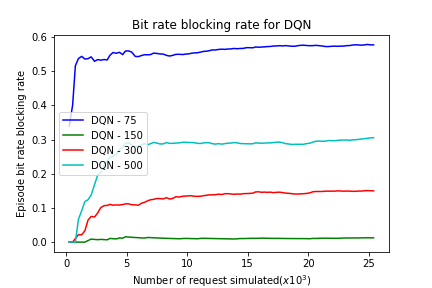 Bit rate blocking rate for DQN
Episode bit rate blocking rate
0.6
0.5
0.4
0.3
0.2
0.1
0.0
DQN - 75
DQN - 150
DQN - 300
DQN - 500
0 5 10 15 20 25
Number of request simulated(x10³)